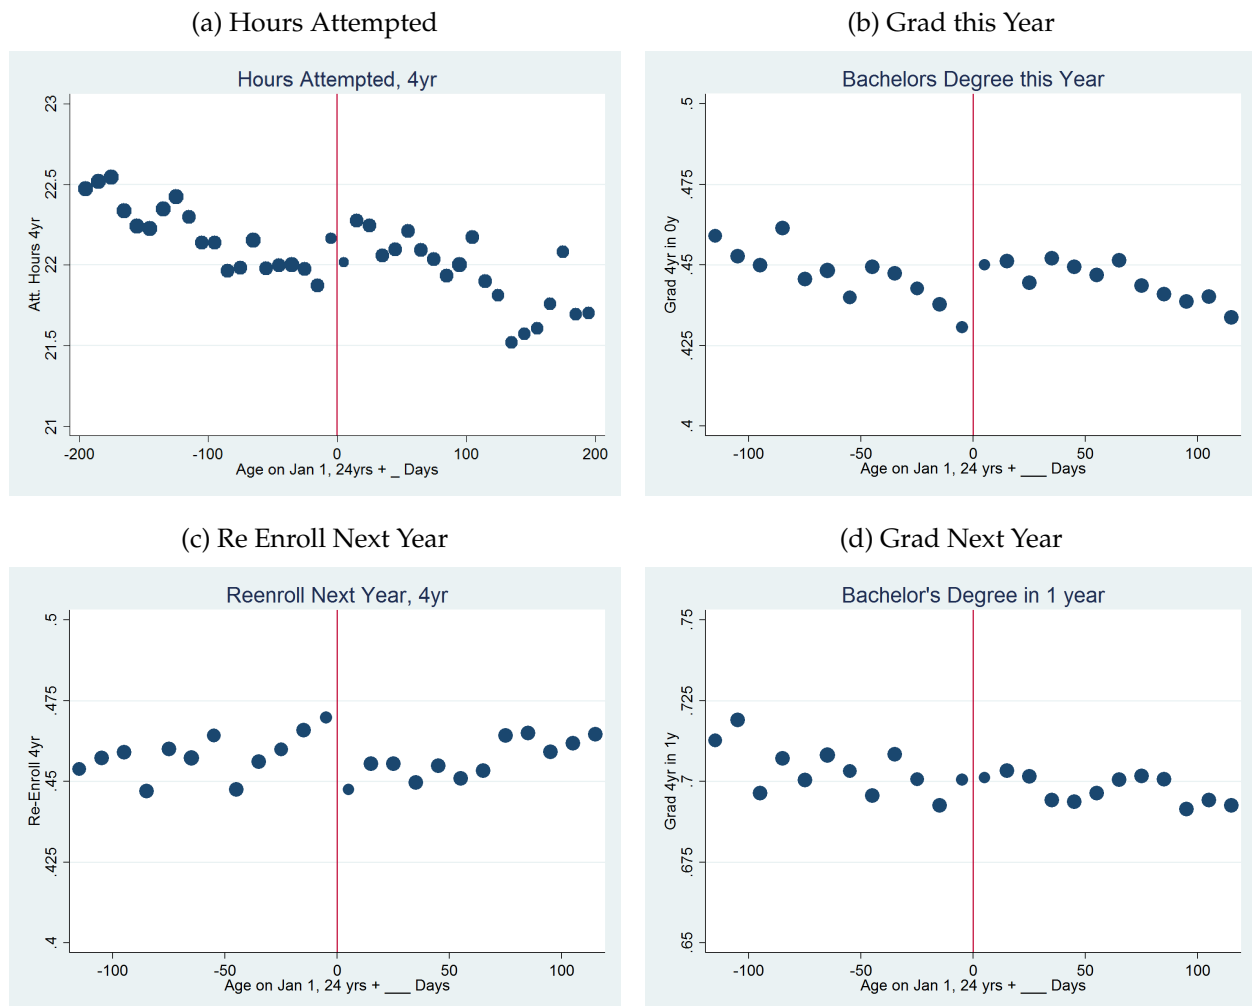 (a) Hours Attempted
Hours Attempted, 4yr
Att. Hours 4yr
23
22.5
22
21.5
21
-200 -100 0 100 200
Age on Jan 1, 24yrs + _ Days
(b) Grad this Year
Bachelors Degree this Year
Grad 4yr in 0y
.5
.475
.45
.425
.4
-100 -50 0 50 100
Age on Jan 1, 24 yrs + ___ Days
(c) Re Enroll Next Year
Reenroll Next Year, 4yr
Re-Enroll 4yr
.5
.475
.45
.425
.4
-100 -50 0 50 100
Age on Jan 1, 24 yrs + ___ Days
(d) Grad Next Year
Bachelor's Degree in 1 year
Grad 4yr in 1y
.75
.725
.7
.675
.65
-100 -50 0 50 100
Age on Jan 1, 24 yrs + ___ Days